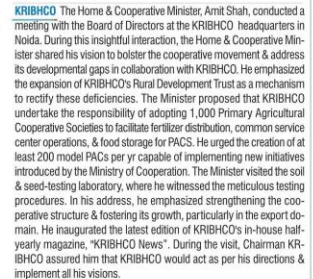 KRIBHCO The Home & Cooperative Minister, Amit Shah, conducted a
meeting with the Board of Directors at the KRIBHCO headquarters in
Noida. During this insightful interaction, the Home & Cooperative Min-
ister shared his vision to bolster the cooperative movement & address
its developmental gaps in collaboration with KRIBHCO. He emphasized
the expansion of KRIBHCO's Rural Development Trust as a mechanism
to rectify these deficiencies. The Minister proposed that KRIBHCO
undertake the responsibility of adopting 1,000 Primary Agricultural
Cooperative Societies to facilitate fertilizer distribution, common service
center operations, & food storage for PACS. He urged the creation of at
least 200 model PACs per yr capable of implementing new initiatives
introduced by the Ministry of Cooperation. The Minister visited the soil
& seed-testing laboratory, where he witnessed the meticulous testing
procedures. In his address, he emphasized strengthening the coo-
perative structure & fostering its growth, particularly in the export do-
main. He inaugurated the latest edition of KRIBHCO's in-house half-
yearly magazine, "KRIBHCO News". During the visit, Chairman KR-
IBHCO assured him that KRIBHCO would act as per his directions &
implement all his visions.